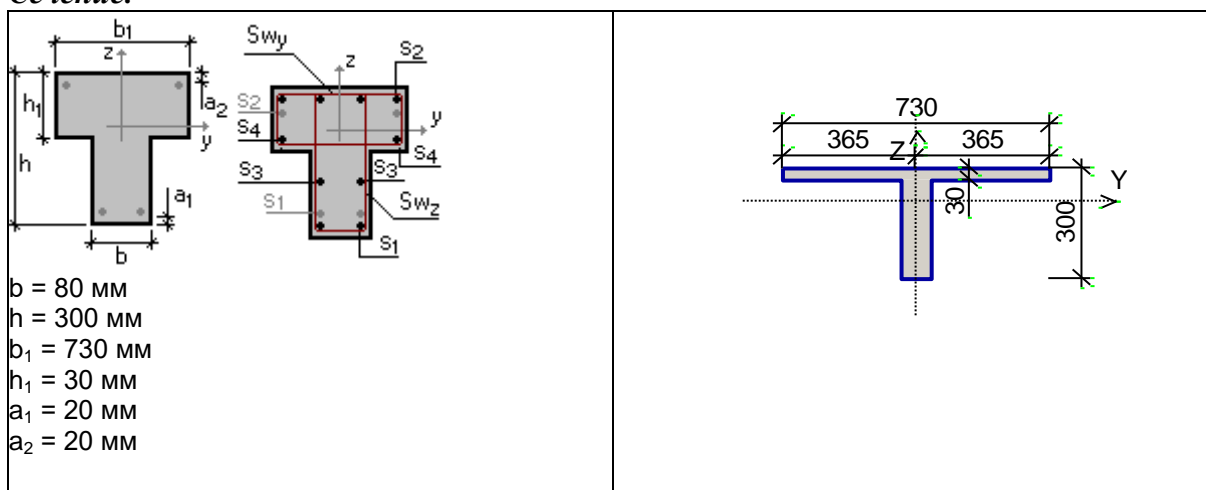 Сечение:
b1
z
h1
a2
y
h
a1
b
Swy
z
S2
S2
y
S4
S4
S3
S3
S1
Swz
S1
b = 80 мм
h = 300 мм
b1 = 730 мм
h1 = 30 мм
a1 = 20 мм
a2 = 20 мм
730
365
365
Z
Y
30
300